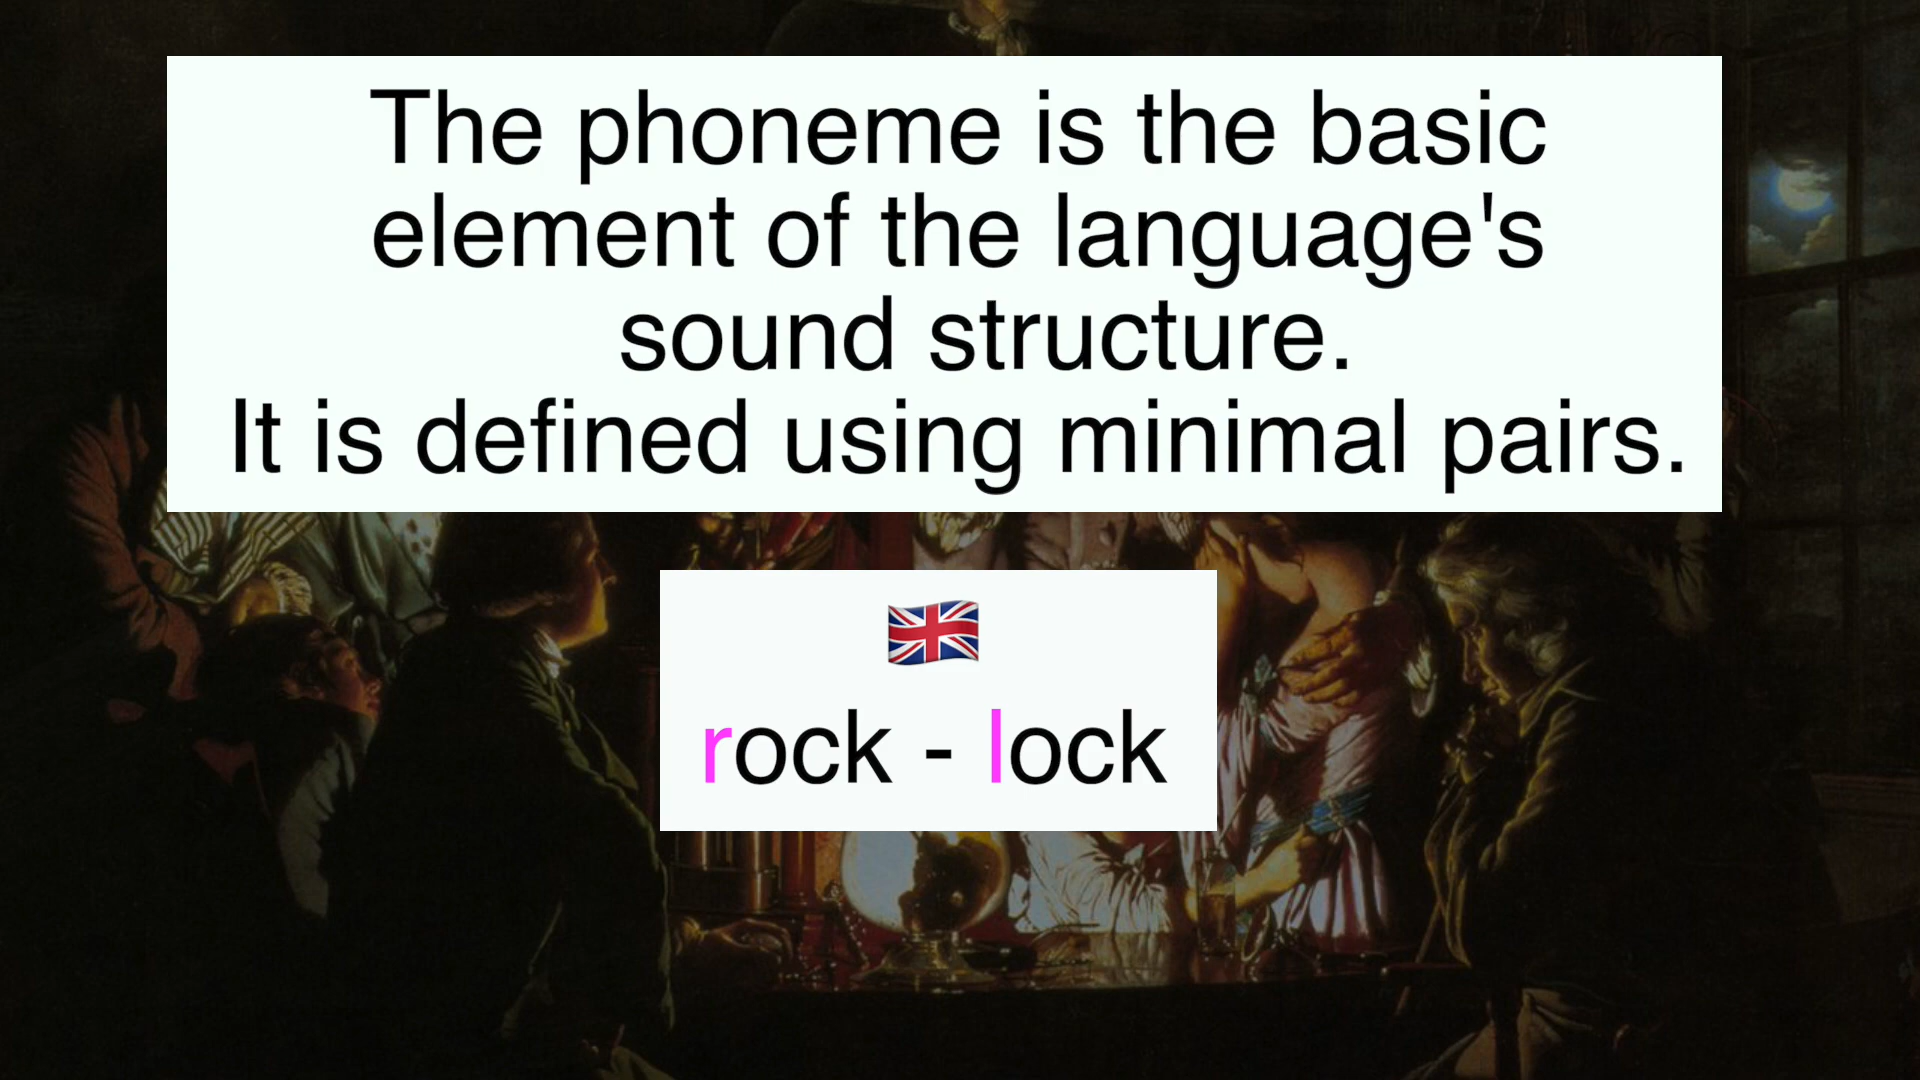 The phoneme is the basic
element of the language's
sound structure.
It is defined using minimal pairs.
rock - lock